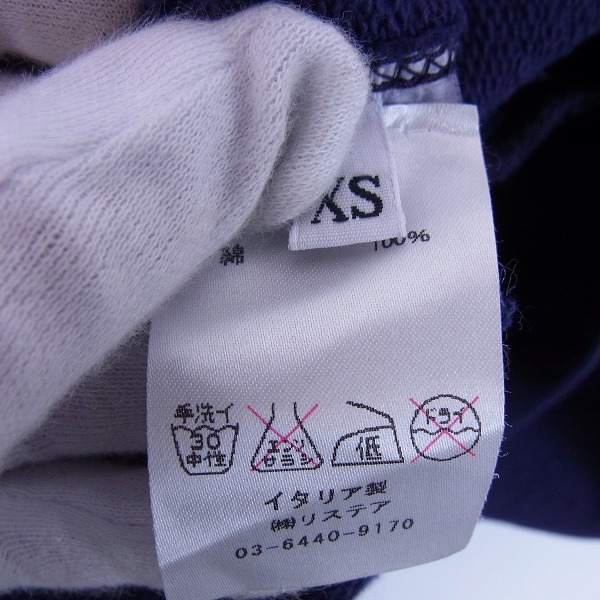 XS
綿 100%
手洗イ
30
中性
エンソ
サラシ
低
ドライ
イタリア製
㈱リステア
03-6440-9170